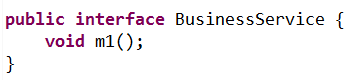 public interface BusinessService {
    void m1();
}